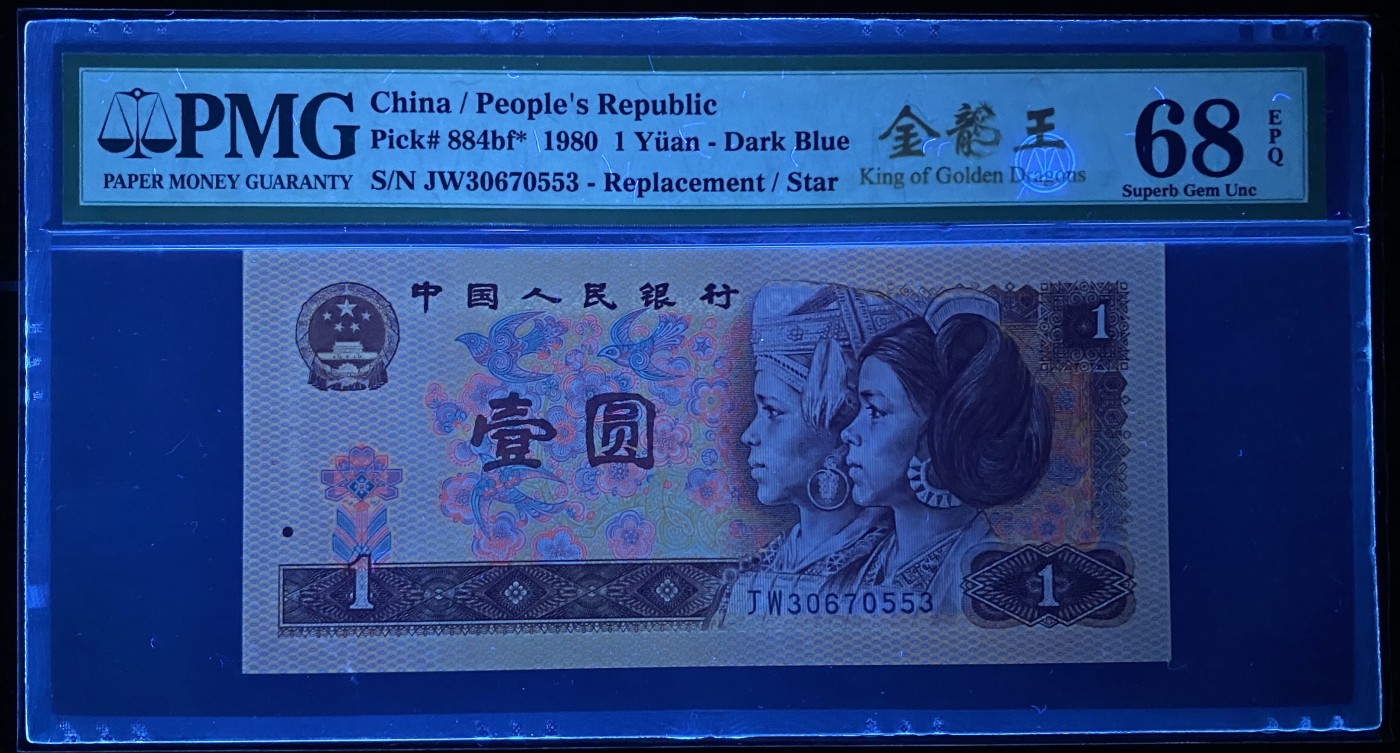 PMG
PAPER MONEY GUARANTY
China / People's Republic
Pick# 884bf* 1980 1 Yüan - Dark Blue
S/N JW30670553 - Replacement / Star
金龍王
King of Golden Dragons
68
EPQ
Superb Gem Unc
中国人民银行
1
壹圆
1
JW30670553
1